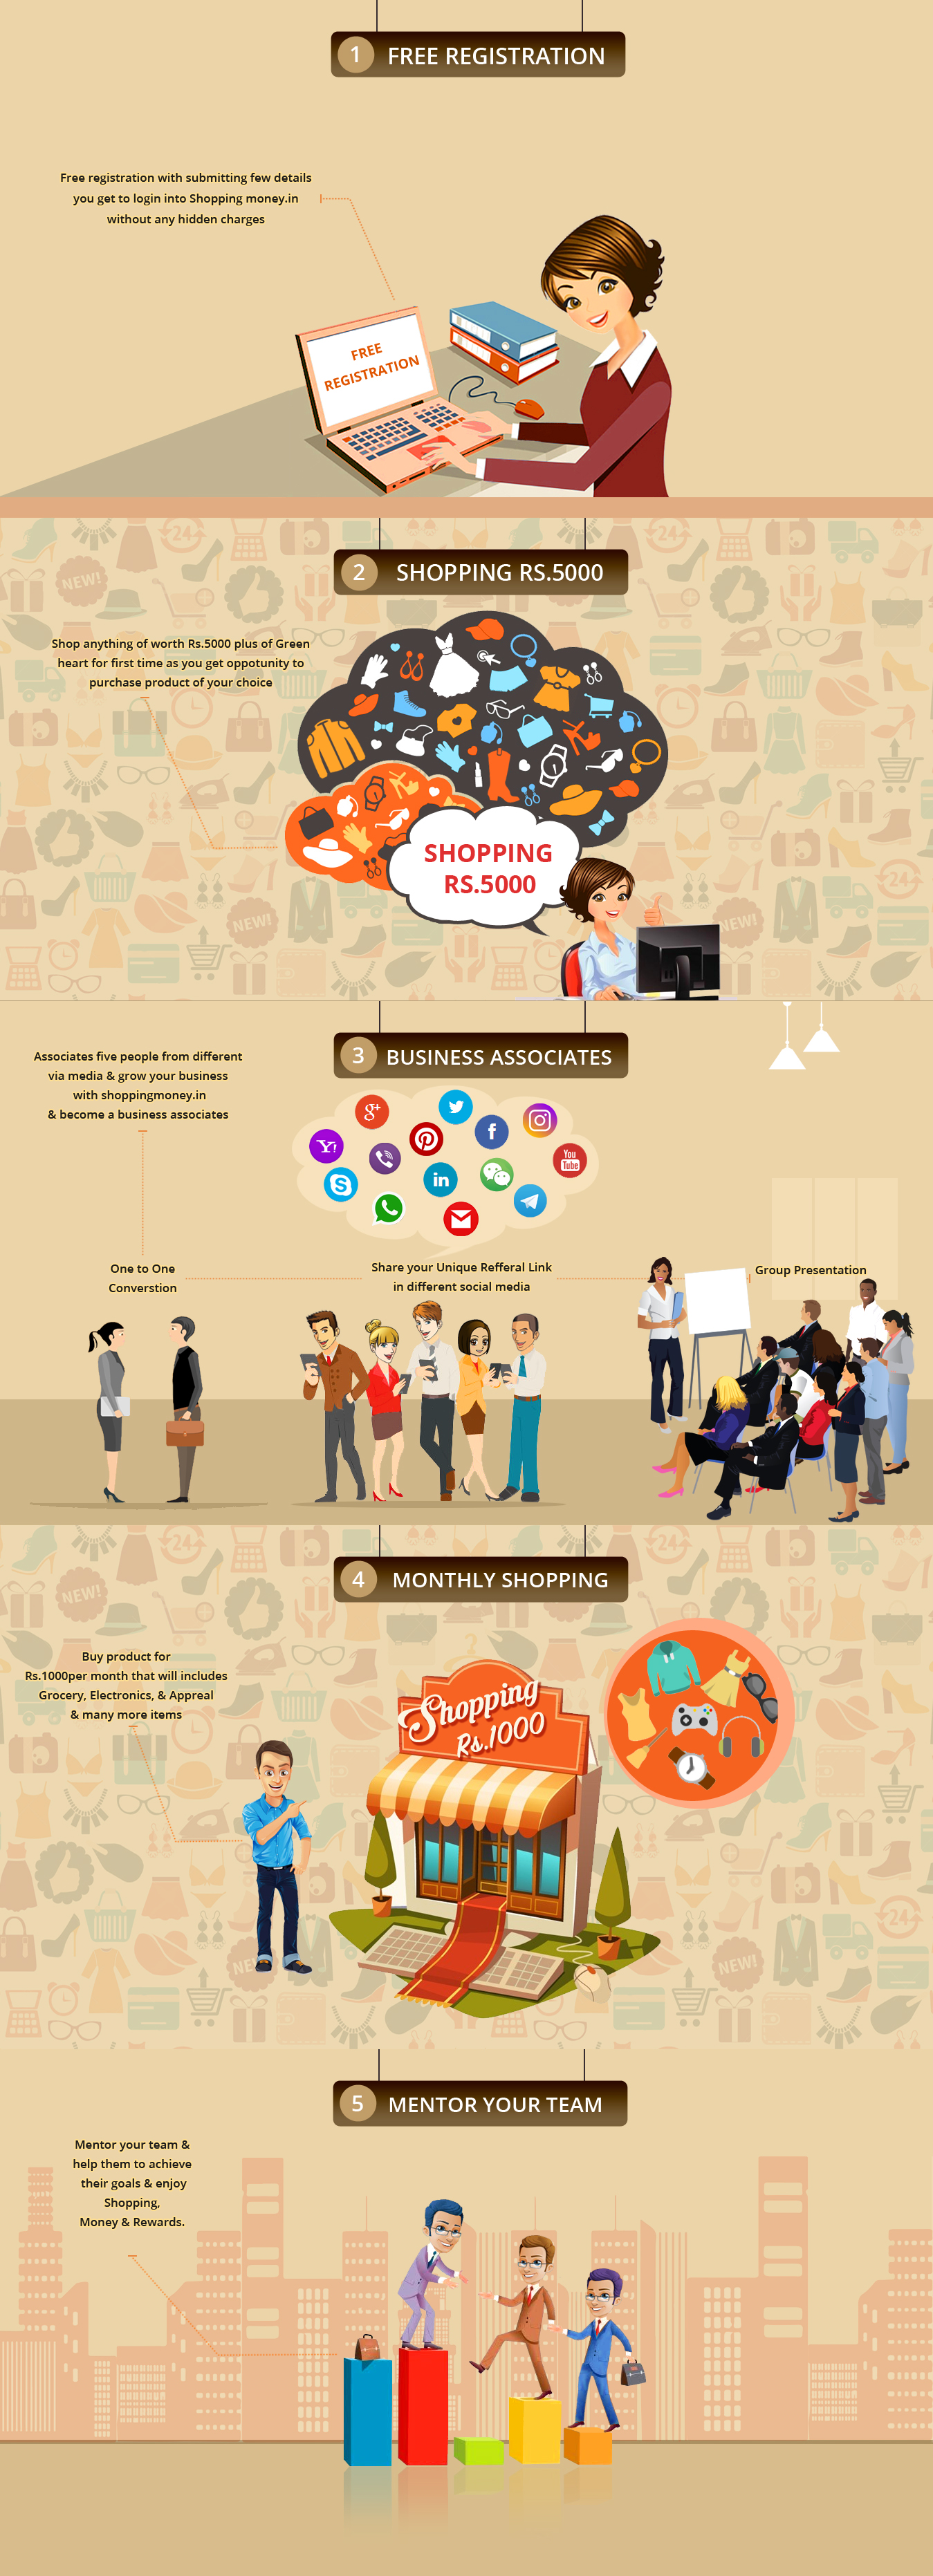 1 FREE REGISTRATION
Free registration with submitting few details
you get to login into Shopping money.in
without any hidden charges
FREE
REGISTRATION
2 SHOPPING RS.5000
Shop anything of worth Rs.5000 plus of Green
heart for first time as you get oppotunity to
purchase product of your choice
NEW!
24
SHOPPING
RS.5000
NEW!
NEW!
24
3 BUSINESS ASSOCIATES
Associates five people from different
via media & grow your business
with shoppingmoney.in
& become a business associates
g+
Y!
f
You
Tube
in
S
One to One
Converstion
Share your Unique Refferal Link
in different social media
Group Presentation
4 MONTHLY SHOPPING
24
NEW!
Buy product for
Rs.1000per month that will includes
Grocery, Electronics, & Appreal
& many more items
Shopping
Rs.1000
24
NE
NEW!
5 MENTOR YOUR TEAM
Mentor your team &
help them to achieve
their goals & enjoy
Shopping,
Money & Rewards.